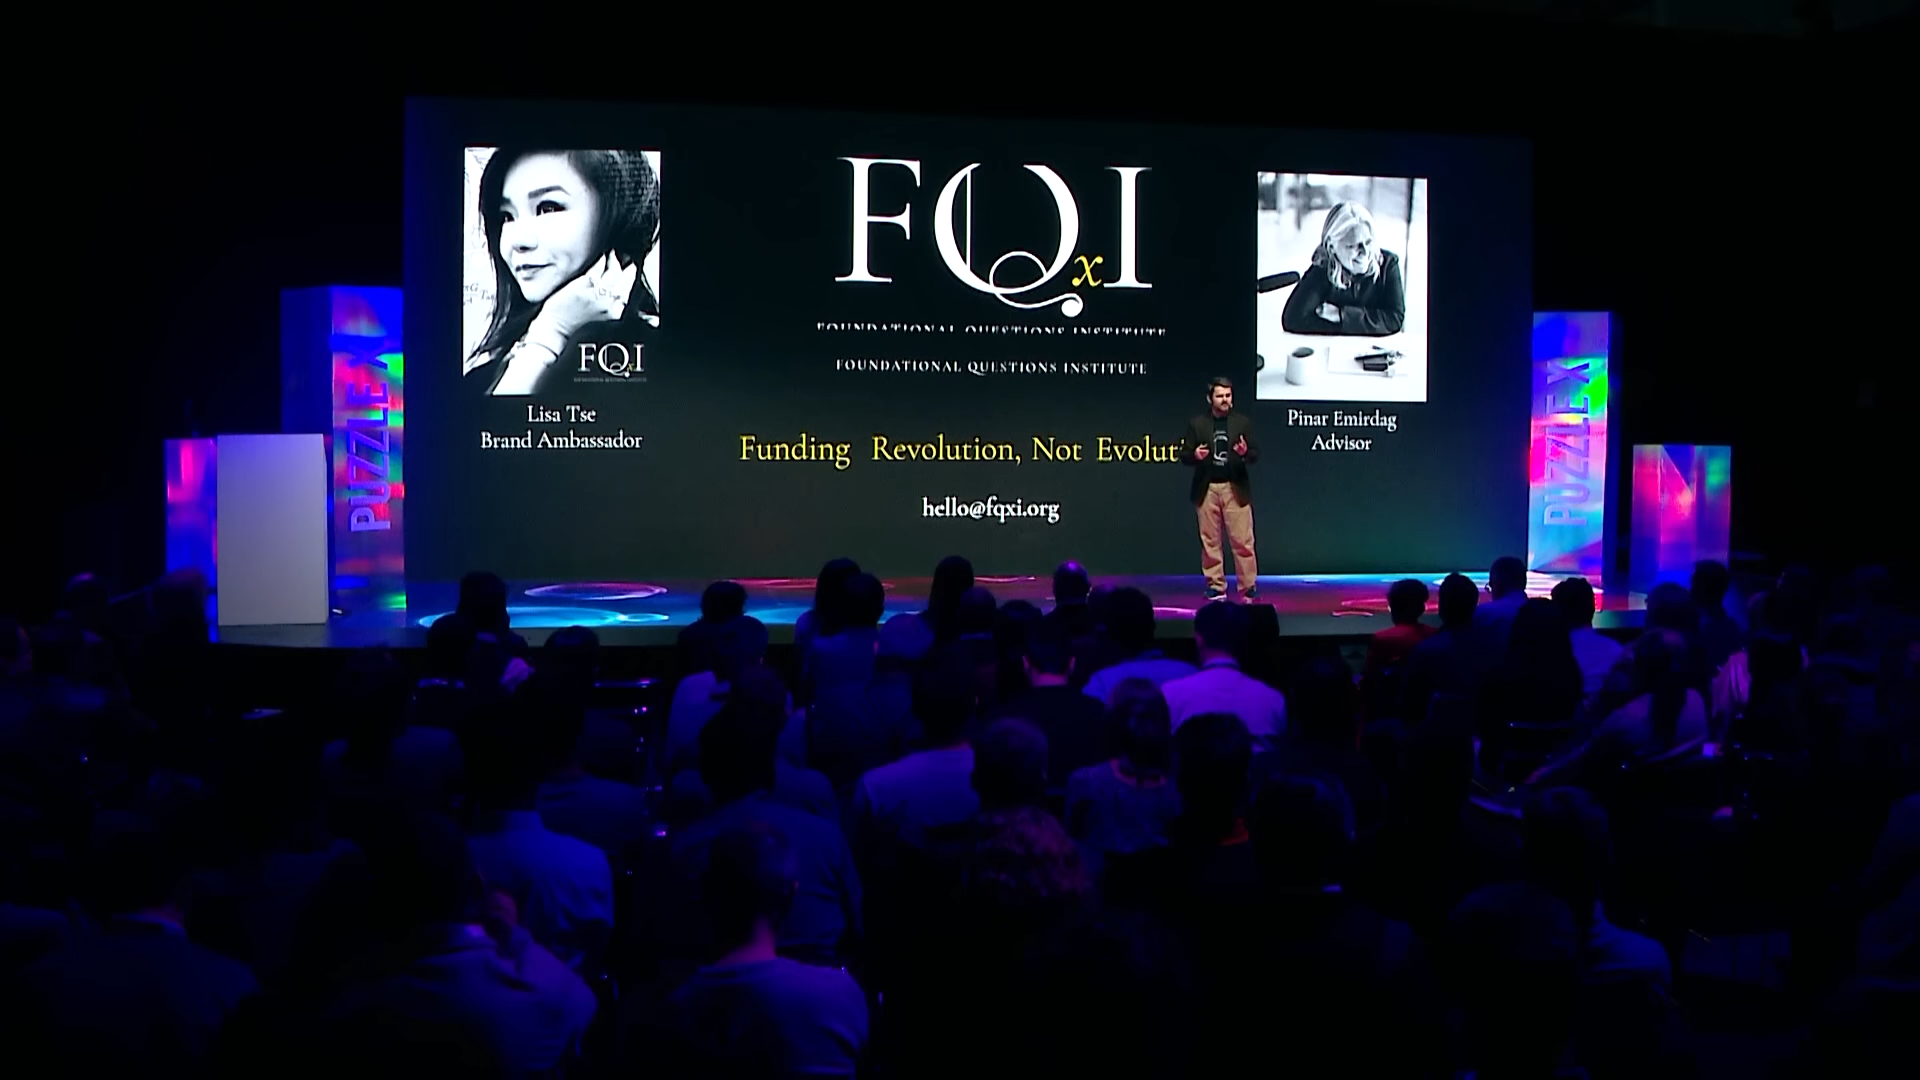 FQxI
FOUNDATIONAL QUESTIONS INSTITUTE
FOUNDATIONAL QUESTIONS INSTITUTE
FQxI
Lisa Tse
Brand Ambassador
Pinar Emirdag
Advisor
Funding Revolution, Not Evolut
hello@fqxi.org
PUZZLE X
PUZZLE X